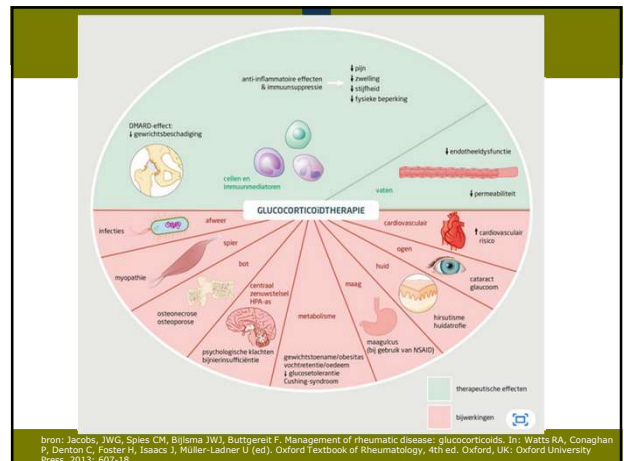 anti-inflammatoire effecten
& immuunsuppressie
↓ pijn
↓ zwelling
↓ stijfheid
↓ fysieke beperking
DMARD-effect:
↓ gewrichtsbeschadiging
cellen en
immuunmediatoren
↓ endotheeldysfunctie
vaten
↓ permeabiliteit
GLUCOCORTICOÏDTHERAPIE
infecties
afweer
cardiovasculair
↑ cardiovasculair
risico
spier
ogen
myopathie
bot
huid
cataract
glaucoom
osteonecrose
osteoporose
centraal
zenuwstelsel
HPA-as
metabolisme
maag
hirsutisme
huidatrofie
psychologische klachten
bijnierinsufficiëntie
gewichtstoename/obesitas
vochtretentie/oedeem
↓ glucosetolerantie
Cushing-syndroom
maagulcus
(bij gebruik van NSAID)
therapeutische effecten
bijwerkingen
bron: Jacobs, JWG, Spies CM, Bijlsma JWJ, Buttgereit F. Management of rheumatic disease: glucocorticoids. In: Watts RA, Conaghan
P, Denton C, Foster H, Isaacs J, Müller-Ladner U (ed). Oxford Textbook of Rheumatology, 4th ed. Oxford, UK: Oxford University
Press, 2013: 607-18